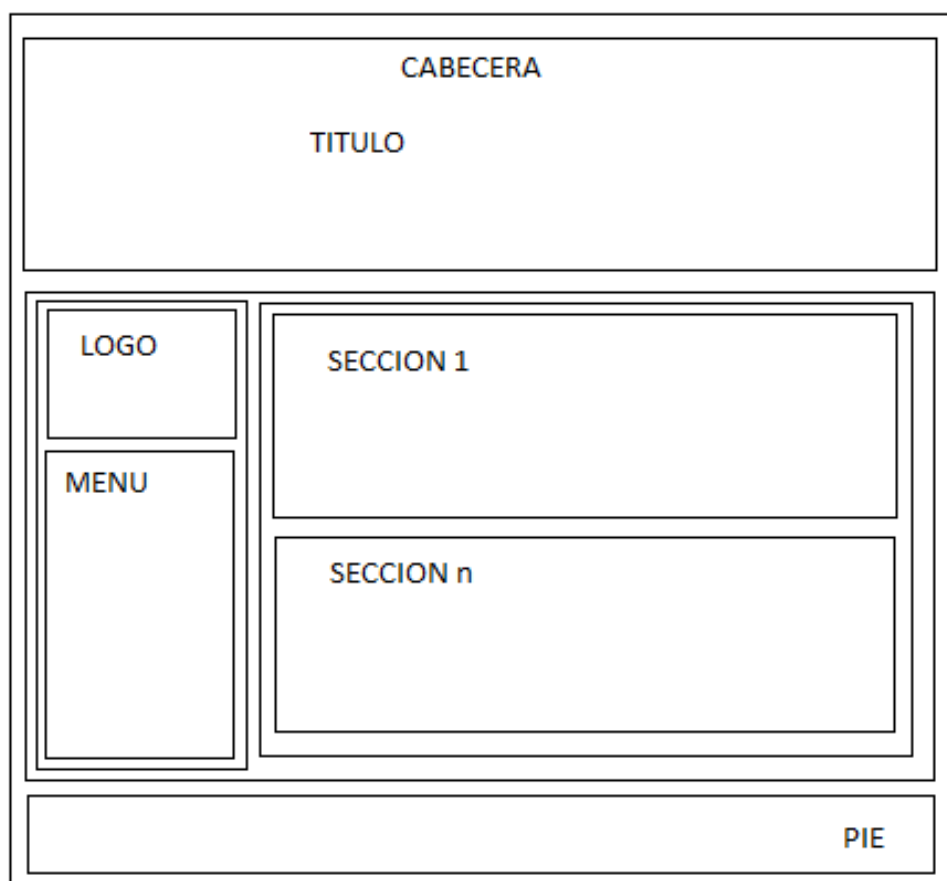 CABECERA
TITULO
LOGO
MENU
SECCION 1
SECCION n
PIE